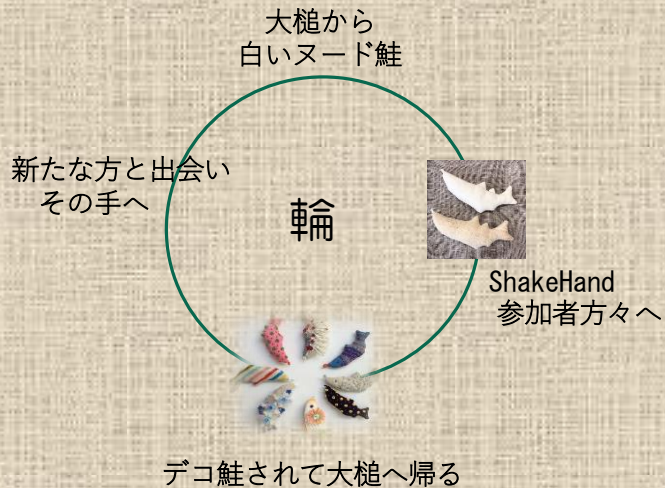 大槌から
白いヌード鮭
新たな方と出会い
その手へ
輪
ShakeHand
参加者方々へ
デコ鮭されて大槌へ帰る